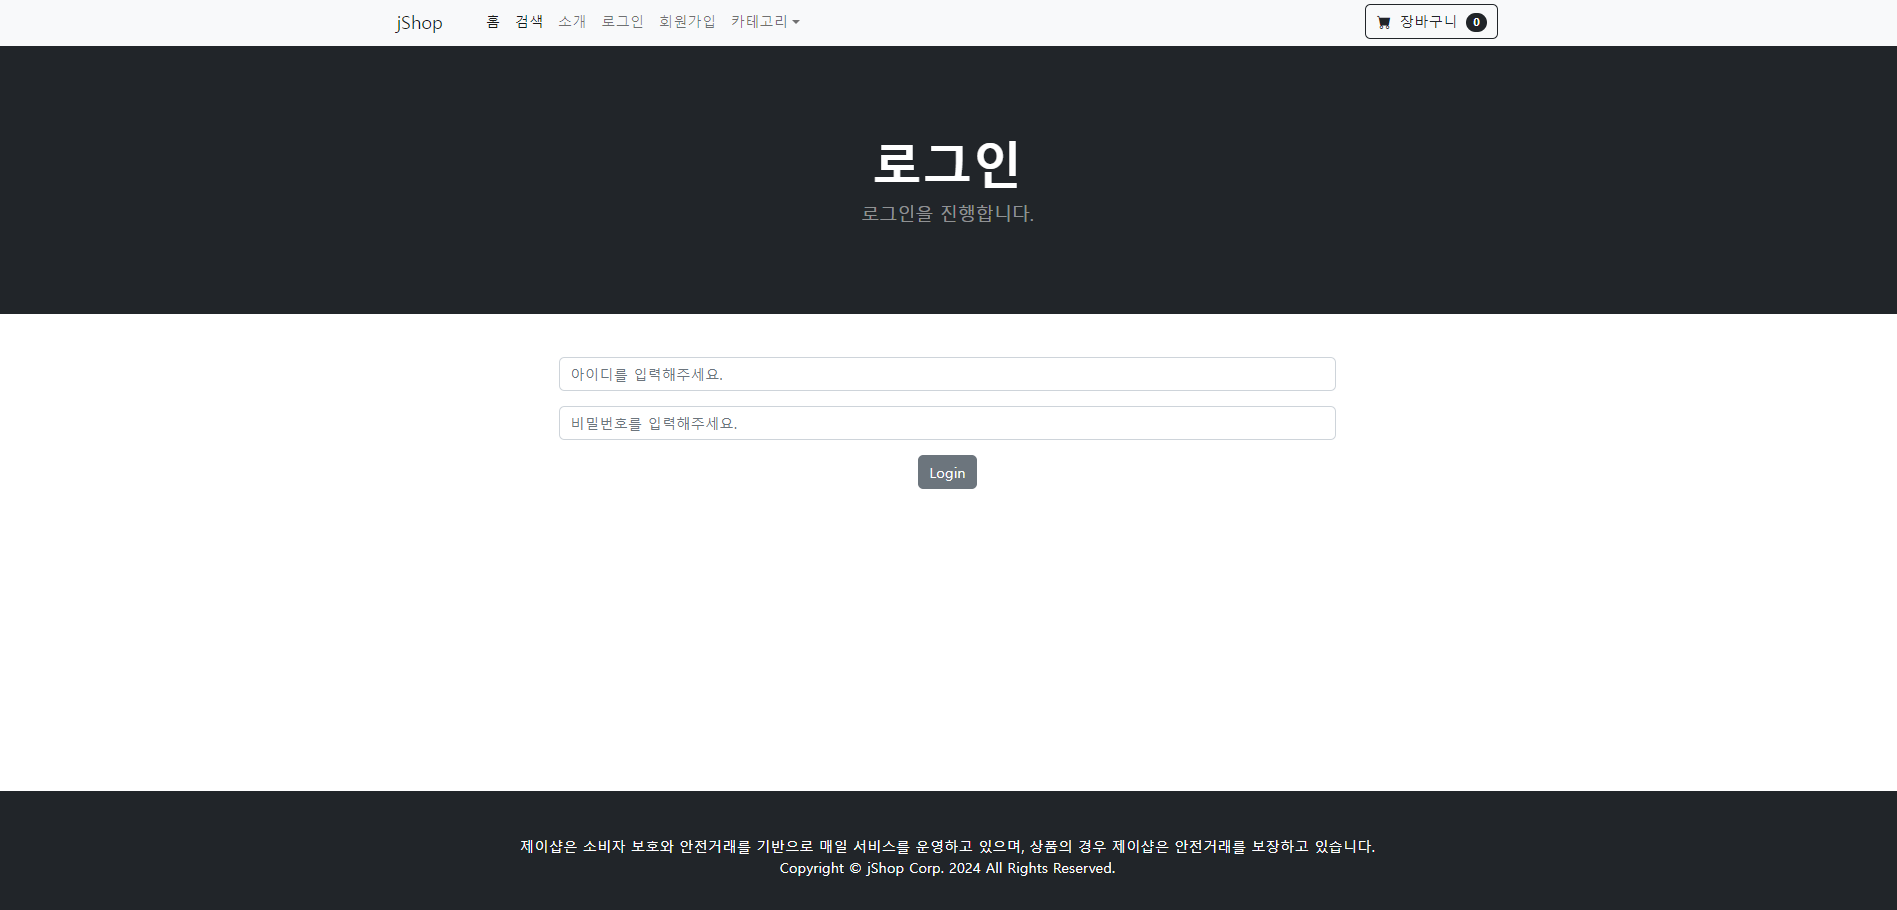 jShop 홈 검색 소개 로그인 회원가입 카테고리 장바구니 0
로그인
로그인을 진행합니다.
아이디를 입력해주세요.
비밀번호를 입력해주세요.
Login
제이샵은 소비자 보호와 안전거래를 기반으로 매일 서비스를 운영하고 있으며, 상품의 경우 제이샵은 안전거래를 보장하고 있습니다.
Copyright © jShop Corp. 2024 All Rights Reserved.